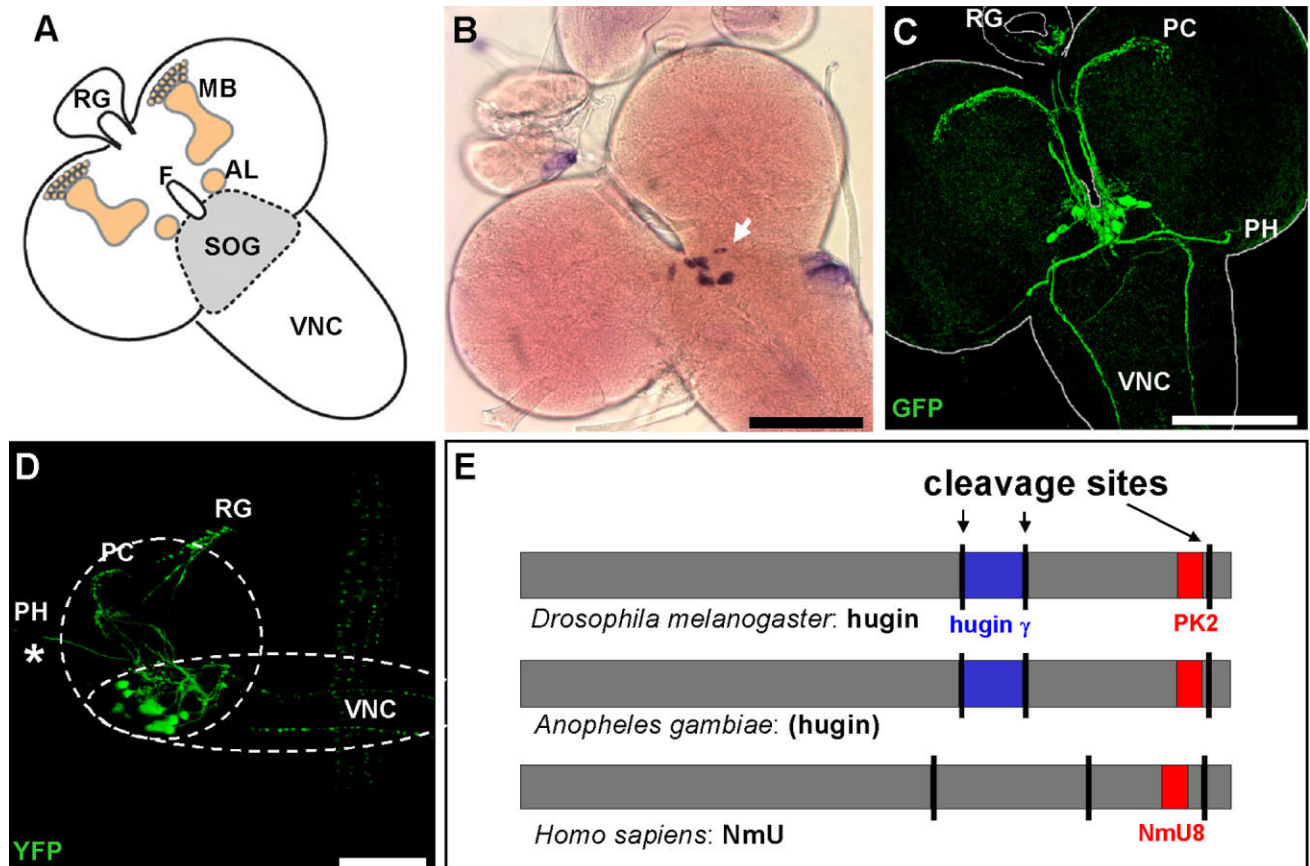 A
RG
MB
F
AL
SOG
VNC
B
C
RG
PC
PH
VNC
GFP
D
RG
PC
PH
*
VNC
YFP
E
cleavage sites
Drosophila melanogaster: hugin
hugin γ
PK2
Anopheles gambiae: (hugin)
Homo sapiens: NmU
NmU8